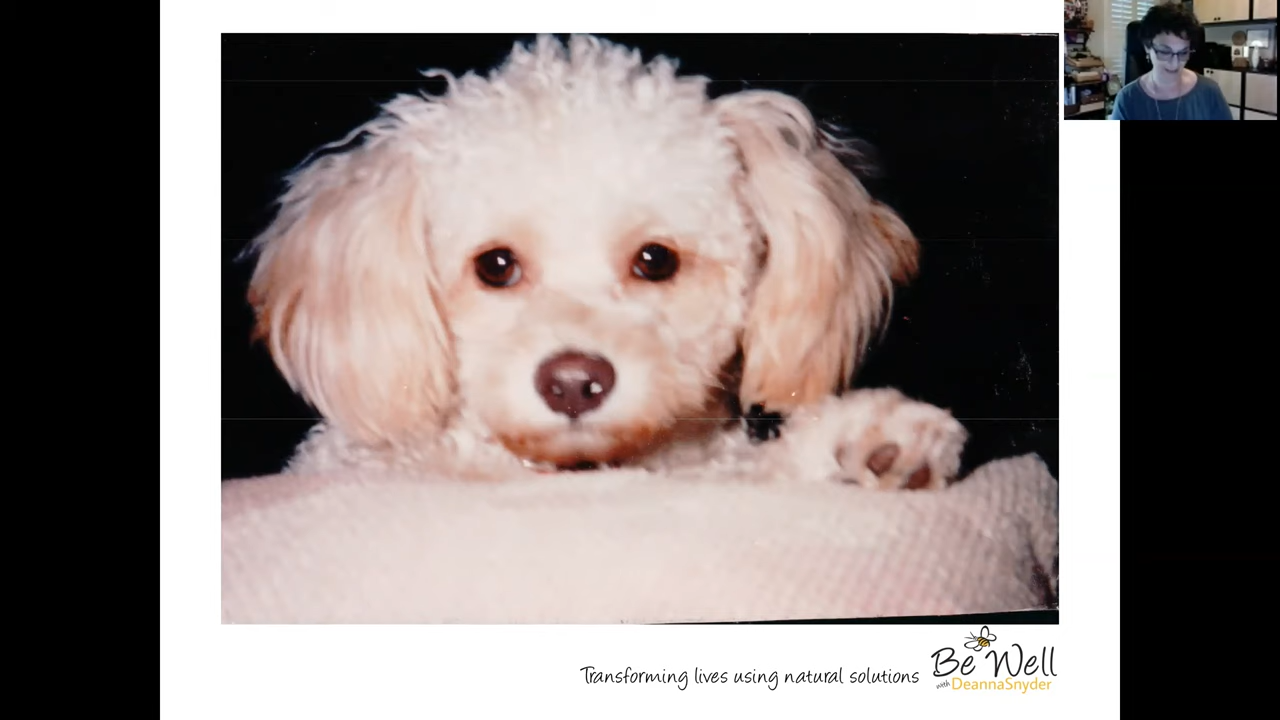 Transforming lives using natural solutions
Be Well
with DeannaSnyder